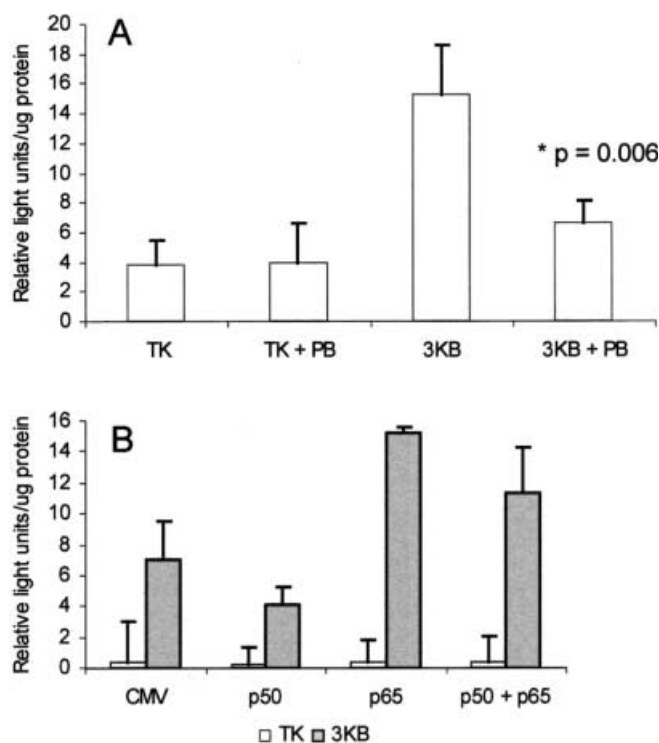 A
Relative light units/ug protein
20
18
16
14
12
10
8
6
4
2
0
* p = 0.006
TK TK + PB 3KB 3KB + PB
B
Relative light units/ug protein
16
14
12
10
8
6
4
2
0
CMV p50 p65 p50 + p65
TK 3KB